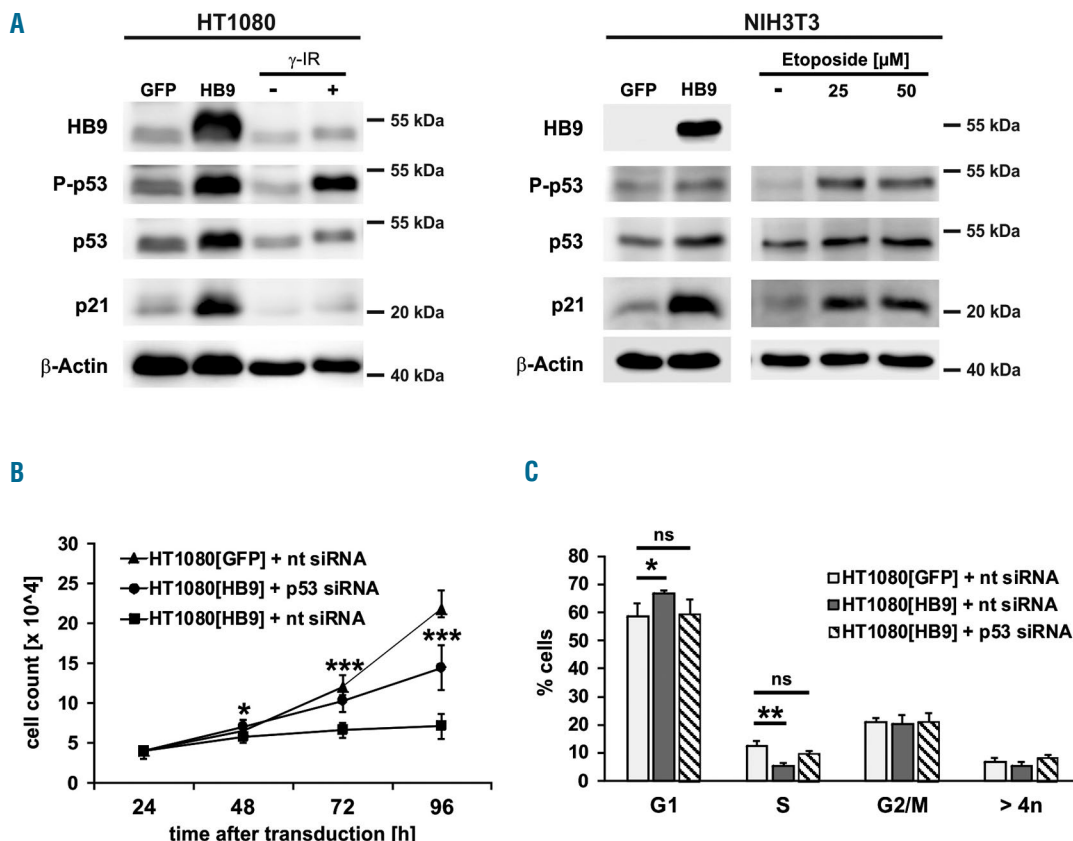 A
HT1080
γ-IR
GFP HB9 - +
HB9
55 kDa
P-p53
55 kDa
p53
55 kDa
p21
20 kDa
β-Actin
40 kDa
NIH3T3
Etoposide [µM]
GFP HB9 - 25 50
HB9
55 kDa
P-p53
55 kDa
p53
55 kDa
p21
20 kDa
β-Actin
40 kDa
B
cell count [x 10^4]
30
25
20
15
10
5
0
HT1080[GFP] + nt siRNA
HT1080[HB9] + p53 siRNA
HT1080[HB9] + nt siRNA
*
***
***
24 48 72 96
time after transduction [h]
C
% cells
80
70
60
50
40
30
20
10
0
ns
*
ns
**
HT1080[GFP] + nt siRNA
HT1080[HB9] + nt siRNA
HT1080[HB9] + p53 siRNA
G1 S G2/M > 4n